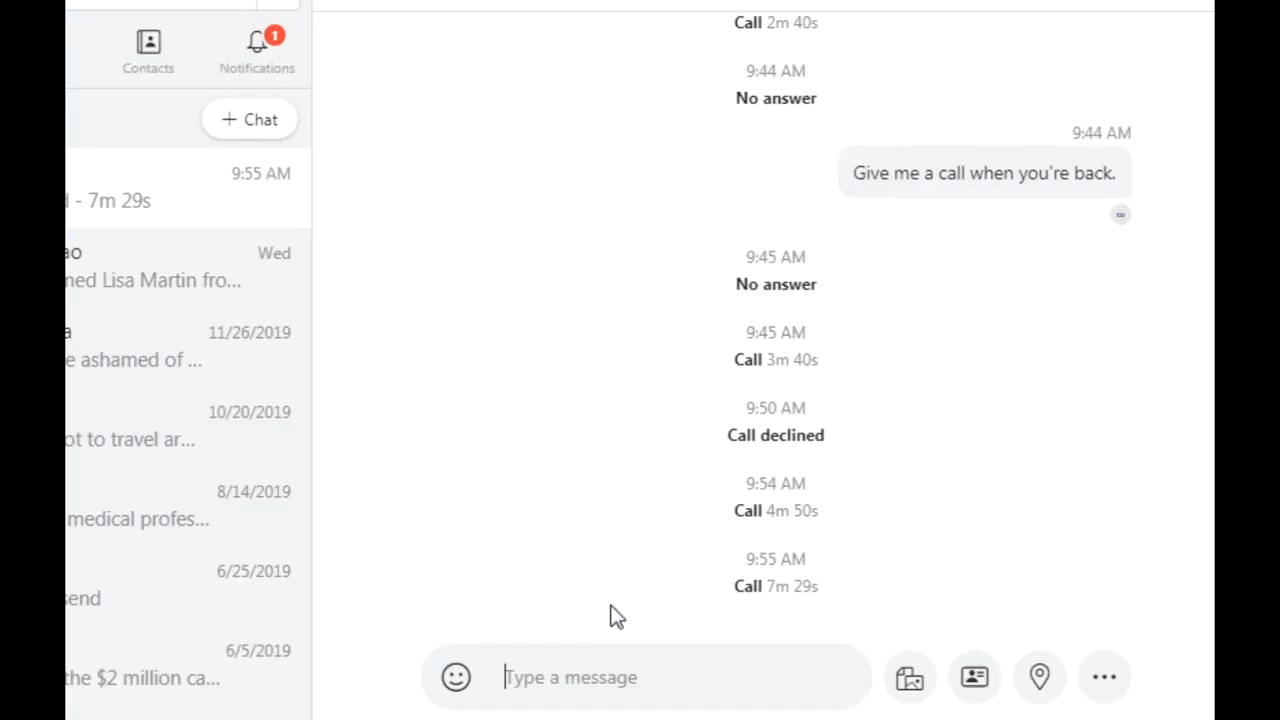 Contacts
Notifications
1
+ Chat
9:55 AM
- 7m 29s
Wed
Lisa Martin fro...
11/26/2019
ashamed of ...
10/20/2019
to travel ar...
8/14/2019
medical profes...
6/25/2019
send
6/5/2019
the $2 million ca...
Call 2m 40s
9:44 AM
No answer
9:44 AM
Give me a call when you're back.
9:45 AM
No answer
9:45 AM
Call 3m 40s
9:50 AM
Call declined
9:54 AM
Call 4m 50s
9:55 AM
Call 7m 29s
Type a message